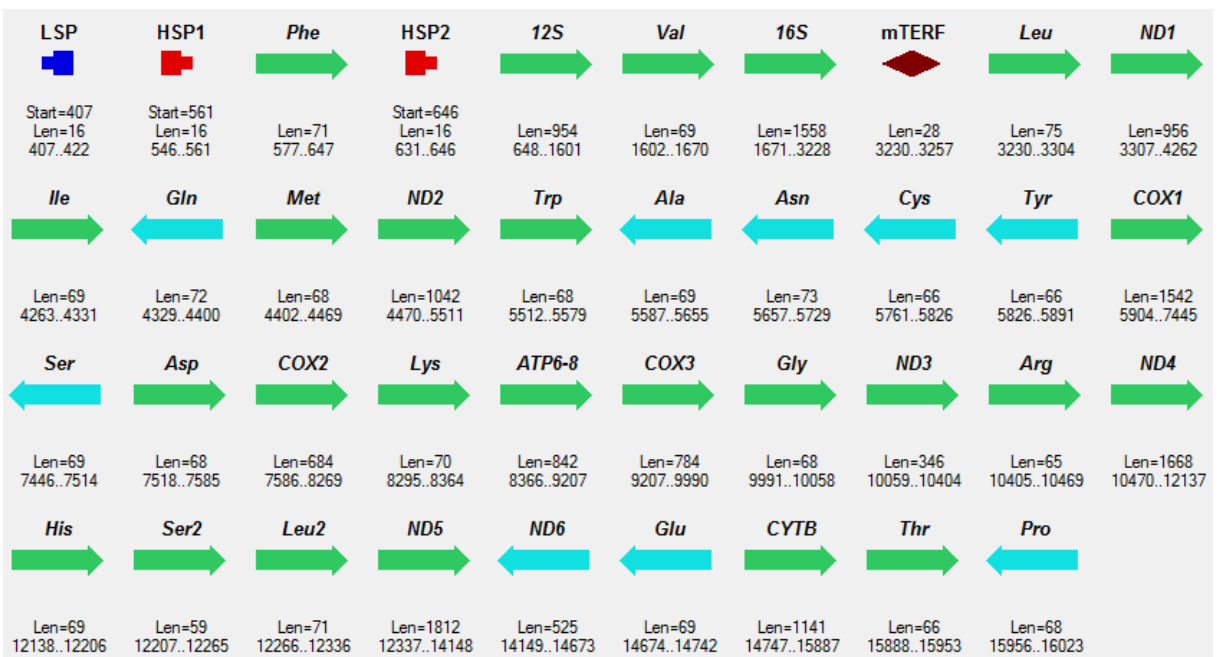 LSP HSP1 Phe HSP2 12S Val 16S mTERF Leu ND1
Start=407 Start=561 Start=646
Len=16 Len=16 Len=71 Len=16 Len=954 Len=69 Len=1558 Len=28 Len=75 Len=956
407..422 546..561 577..647 631..646 648..1601 1602..1670 1671..3228 3230..3257 3230..3304 3307..4262
Ile Gln Met ND2 Trp Ala Asn Cys Tyr COX1
Len=69 Len=72 Len=68 Len=1042 Len=68 Len=69 Len=73 Len=66 Len=66 Len=1542
4263..4331 4329..4400 4402..4469 4470..5511 5512..5579 5587..5655 5657..5729 5761..5826 5826..5891 5904..7445
Ser Asp COX2 Lys ATP6-8 COX3 Gly ND3 Arg ND4
Len=69 Len=68 Len=684 Len=70 Len=842 Len=784 Len=68 Len=346 Len=65 Len=1668
7446..7514 7518..7585 7586..8269 8295..8364 8366..9207 9207..9990 9991..10058 10059..10404 10405..10469 10470..12137
His Ser2 Leu2 ND5 ND6 Glu CYTB Thr Pro
Len=69 Len=59 Len=71 Len=1812 Len=525 Len=69 Len=1141 Len=66 Len=68
12138..12206 12207..12265 12266..12336 12337..14148 14149..14673 14674..14742 14747..15887 15888..15953 15956..16023